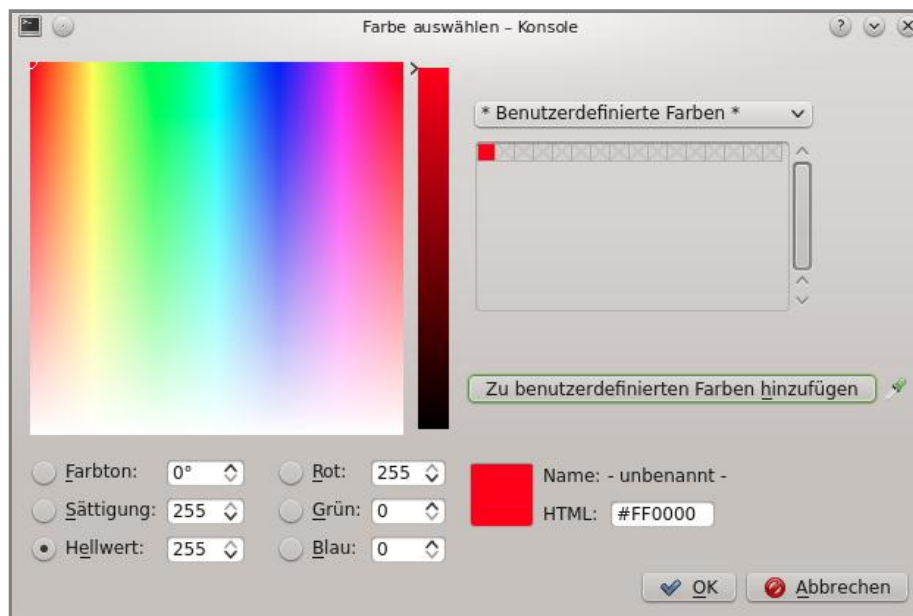 Farbe auswählen – Konsole
* Benutzerdefinierte Farben *
Zu benutzerdefinierten Farben hinzufügen
Farbton: 0° Rot: 255
Sättigung: 255 Grün: 0
Hellwert: 255 Blau: 0
Name: - unbenannt -
HTML: #FF0000
OK Abbrechen